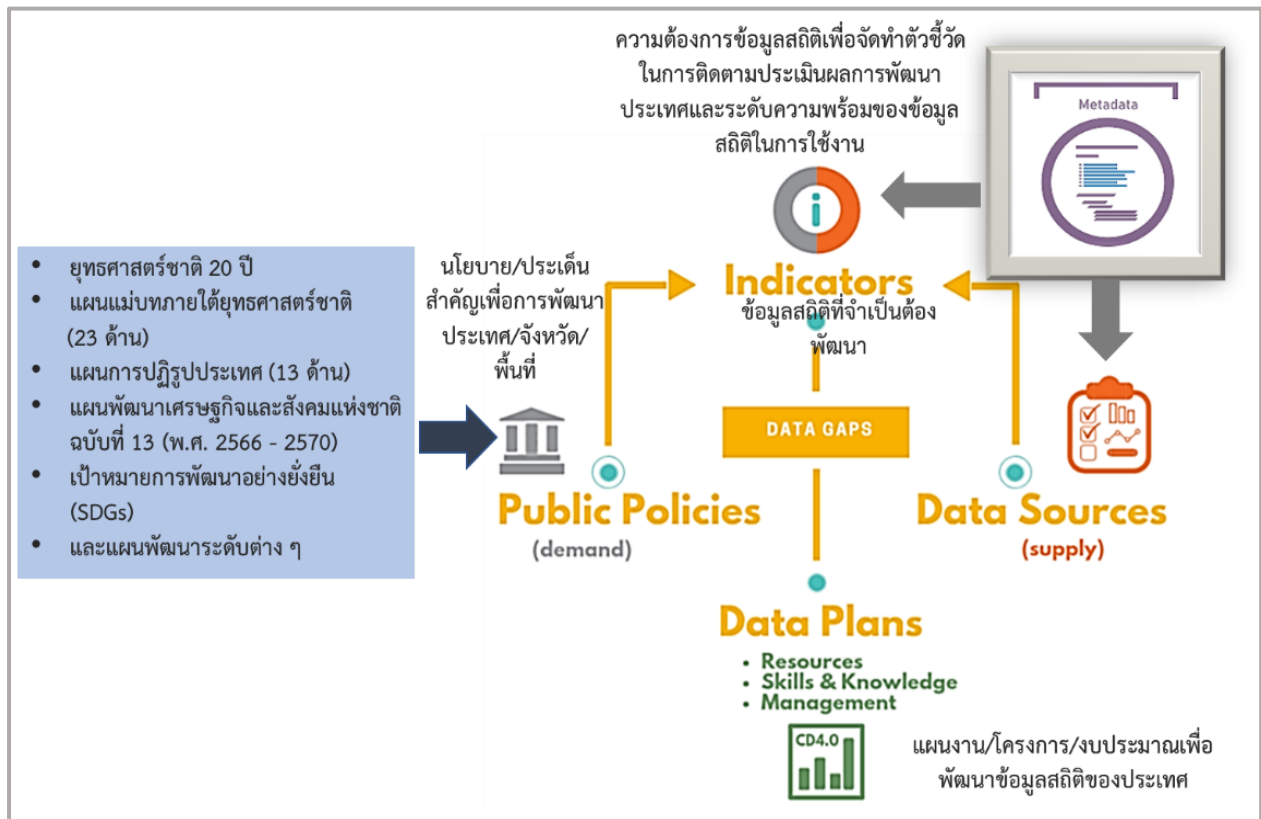 ความต้องการข้อมูลสถิติเพื่อจัดทำตัวชี้วัด
ในการติดตามประเมินผลการพัฒนา
ประเทศและระดับความพร้อมของข้อมูล
สถิติในการใช้งาน
Metadata
• ยุทธศาสตร์ชาติ 20 ปี
• แผนแม่บทภายใต้ยุทธศาสตร์ชาติ
(23 ด้าน)
• แผนการปฏิรูปประเทศ (13 ด้าน)
• แผนพัฒนาเศรษฐกิจและสังคมแห่งชาติ
ฉบับที่ 13 (พ.ศ. 2566 - 2570)
• เป้าหมายการพัฒนาอย่างยั่งยืน
(SDGs)
• และแผนพัฒนาระดับต่าง ๆ
นโยบาย/ประเด็น
สำคัญเพื่อการพัฒนา
ประเทศ/จังหวัด/
พื้นที่
i
Indicators
ข้อมูลสถิติที่จำเป็นต้อง
พัฒนา
DATA GAPS
Public Policies
(demand)
Data Sources
(supply)
Data Plans
• Resources
• Skills & Knowledge
• Management
CD4.0
แผนงาน/โครงการ/งบประมาณเพื่อ
พัฒนาข้อมูลสถิติของประเทศ